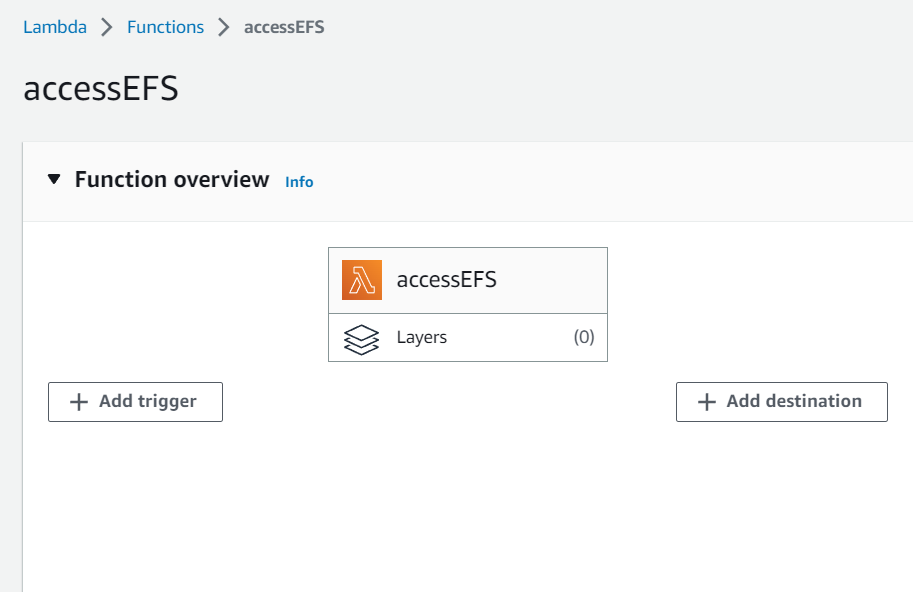 Lambda > Functions > accessEFS
accessEFS
Function overview Info
accessEFS
Layers (0)
Add trigger
Add destination